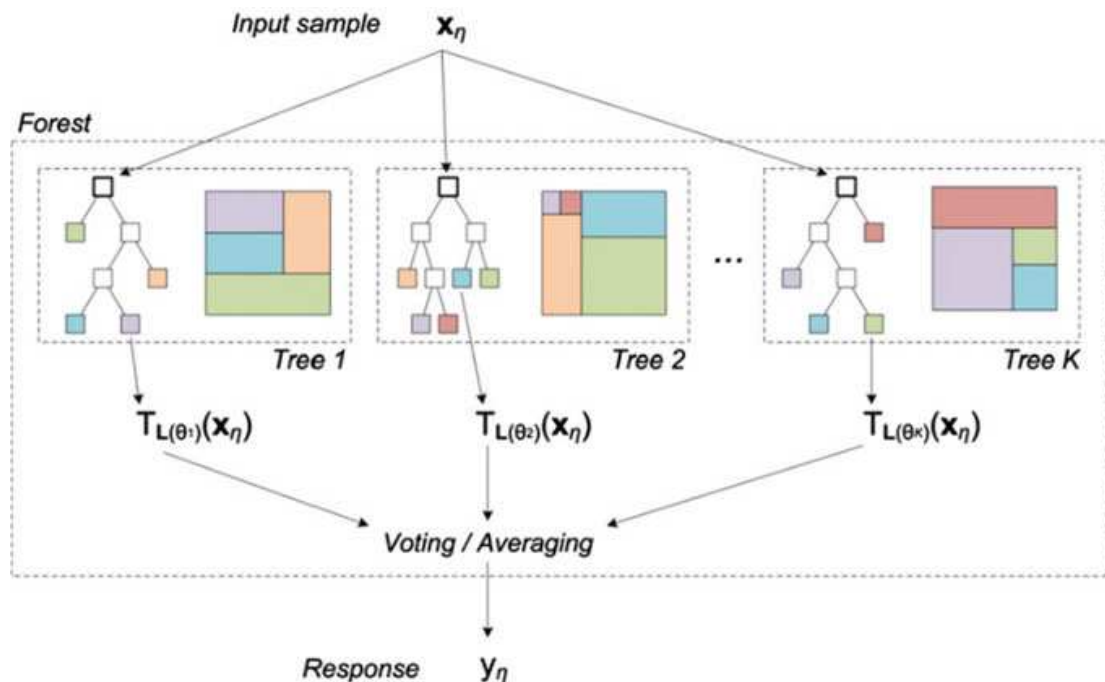 Input sample x_η
Forest
...
Tree 1 Tree 2 Tree K
T_L(θ₁)(x_η) T_L(θ₂)(x_η) T_L(θ_K)(x_η)
Voting / Averaging
Response y_η